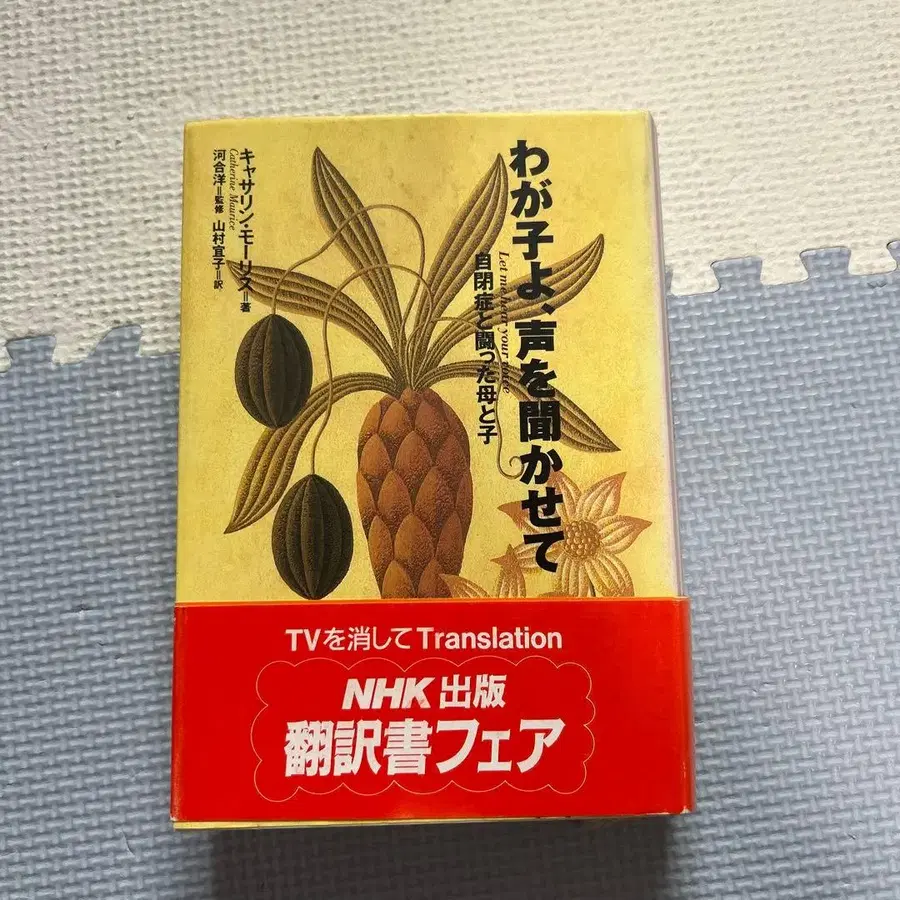 わが子よ、声を聞かせて
Let me hear your voice
自閉症と闘った母と子
キャサリン・モーリス=著
Catherine Maurice
河合洋=監修 山村宜子=訳
TVを消してTranslation
NHK出版
翻訳書フェア